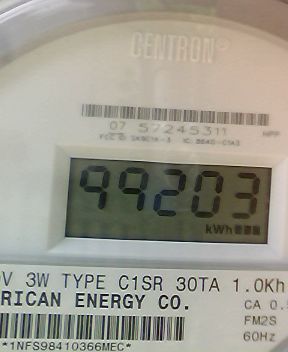 CENTRON®
07 57245311
99203
kWh
V 3W TYPE C1SR 30TA 1.0Kh
RICAN ENERGY CO.
CA 0.5
FM2S
60Hz
*1NFS98410366MEC*